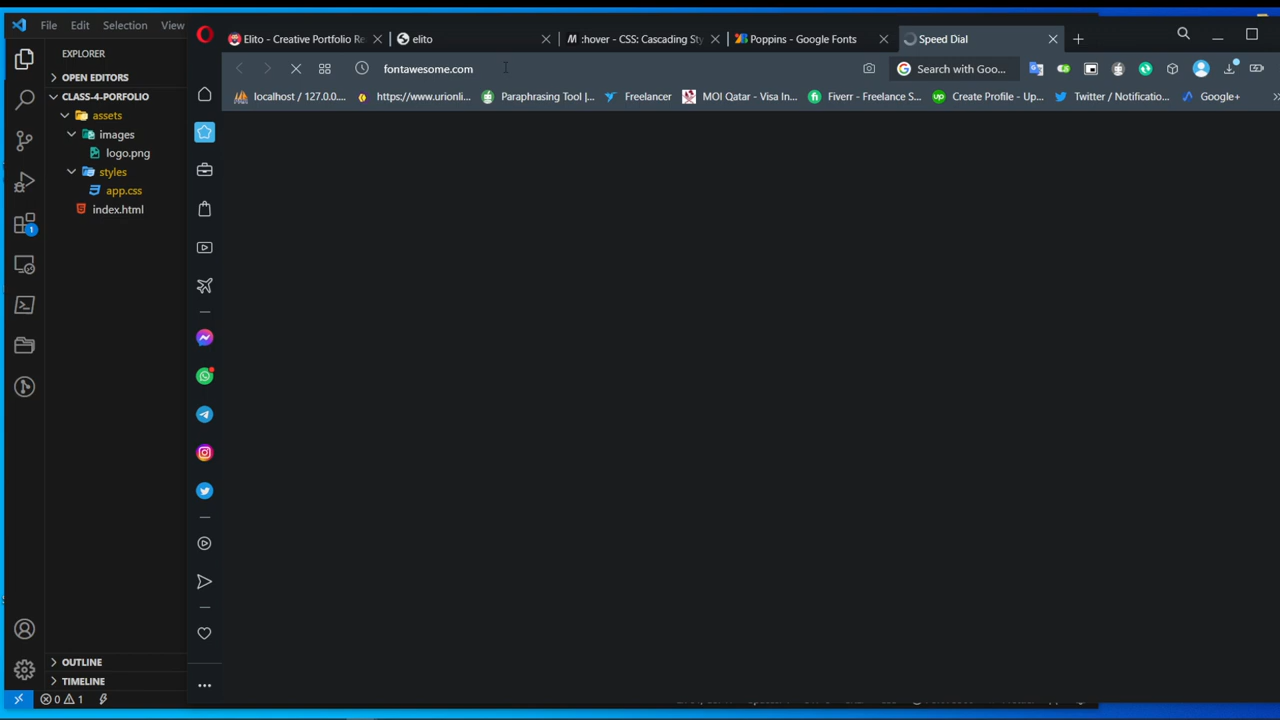 File Edit Selection View
EXPLORER
OPEN EDITORS
CLASS-4-PORFOLIO
assets
images
logo.png
styles
app.css
index.html
OUTLINE
TIMELINE
0 1
1
Elito - Creative Portfolio Re
elito
:hover - CSS: Cascading Sty
Poppins - Google Fonts
Speed Dial
fontawesome.com
Search with Goo...
localhost / 127.0.0....
https://www.urionli...
Paraphrasing Tool |...
Freelancer
MOI Qatar - Visa In...
Fiverr - Freelance S...
Create Profile - Up...
Twitter / Notificatio...
Google+